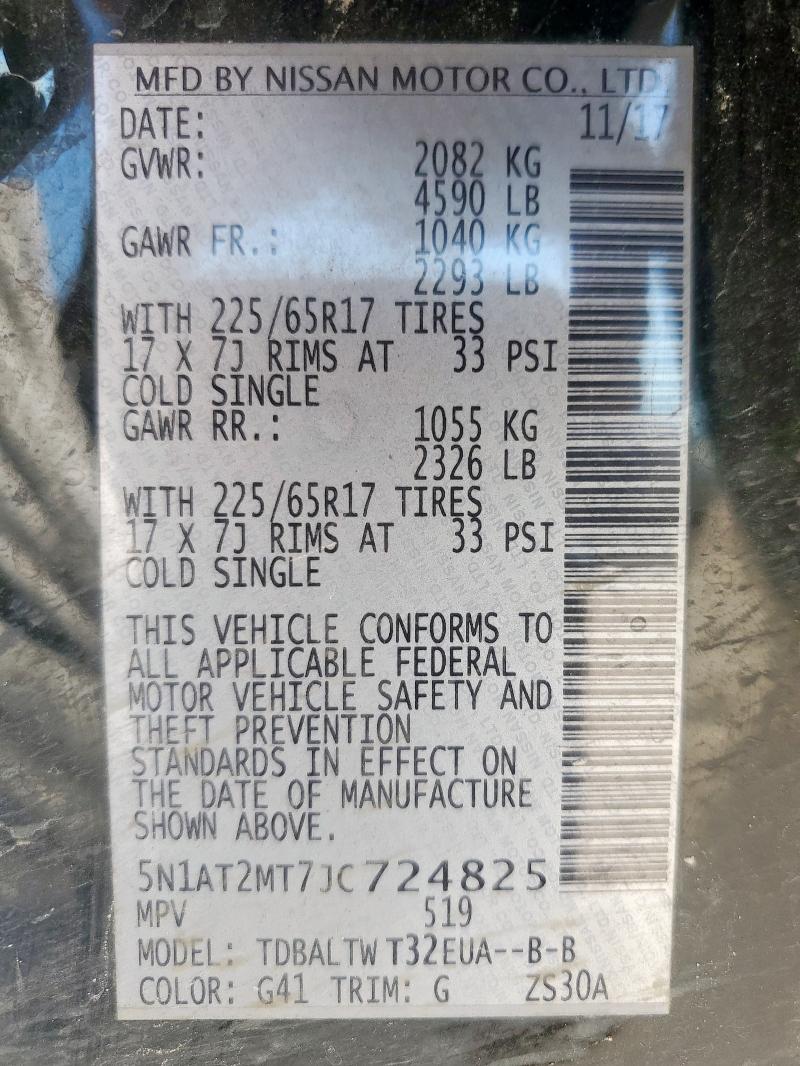 MFD BY NISSAN MOTOR CO., LTD.
DATE: 11/17
GVWR: 2082 KG
4590 LB
GAWR FR.: 1040 KG
2293 LB
WITH 225/65R17 TIRES
17 X 7J RIMS AT 33 PSI
COLD SINGLE
GAWR RR.: 1055 KG
2326 LB
WITH 225/65R17 TIRES
17 X 7J RIMS AT 33 PSI
COLD SINGLE
THIS VEHICLE CONFORMS TO
ALL APPLICABLE FEDERAL
MOTOR VEHICLE SAFETY AND
THEFT PREVENTION
STANDARDS IN EFFECT ON
THE DATE OF MANUFACTURE
SHOWN ABOVE.
5N1AT2MT7JC724825
MPV 519
MODEL: TDBALTW T32EUA--B-B
COLOR: G41 TRIM: G ZS30A